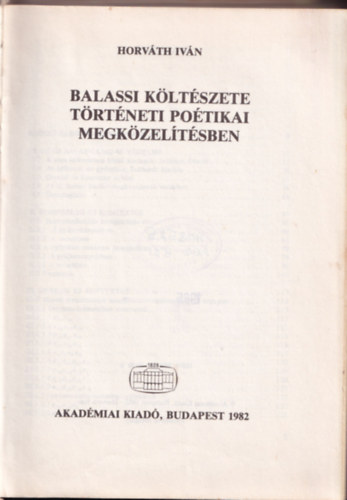 HORVÁTH IVÁN
BALASSI KÖLTÉSZETE
TÖRTÉNETI POÉTIKAI
MEGKÖZELÍTÉSBEN
AKADÉMIAI KIADÓ, BUDAPEST 1982